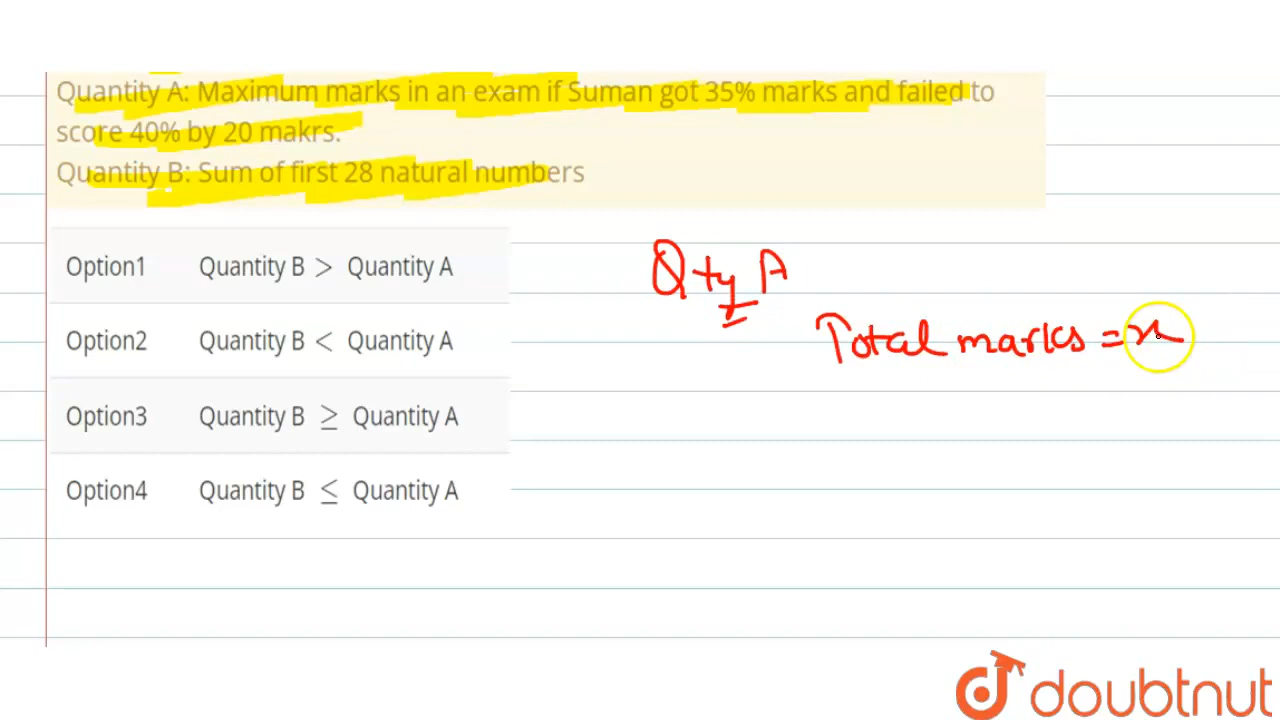 Quantity A: Maximum marks in an exam if Suman got 35% marks and failed to
score 40% by 20 makrs.
Quantity B: Sum of first 28 natural numbers
Option1 Quantity B > Quantity A
Option2 Quantity B < Quantity A
Option3 Quantity B ≥ Quantity A
Option4 Quantity B ≤ Quantity A
Qty A
Total marks = x
doubtnut